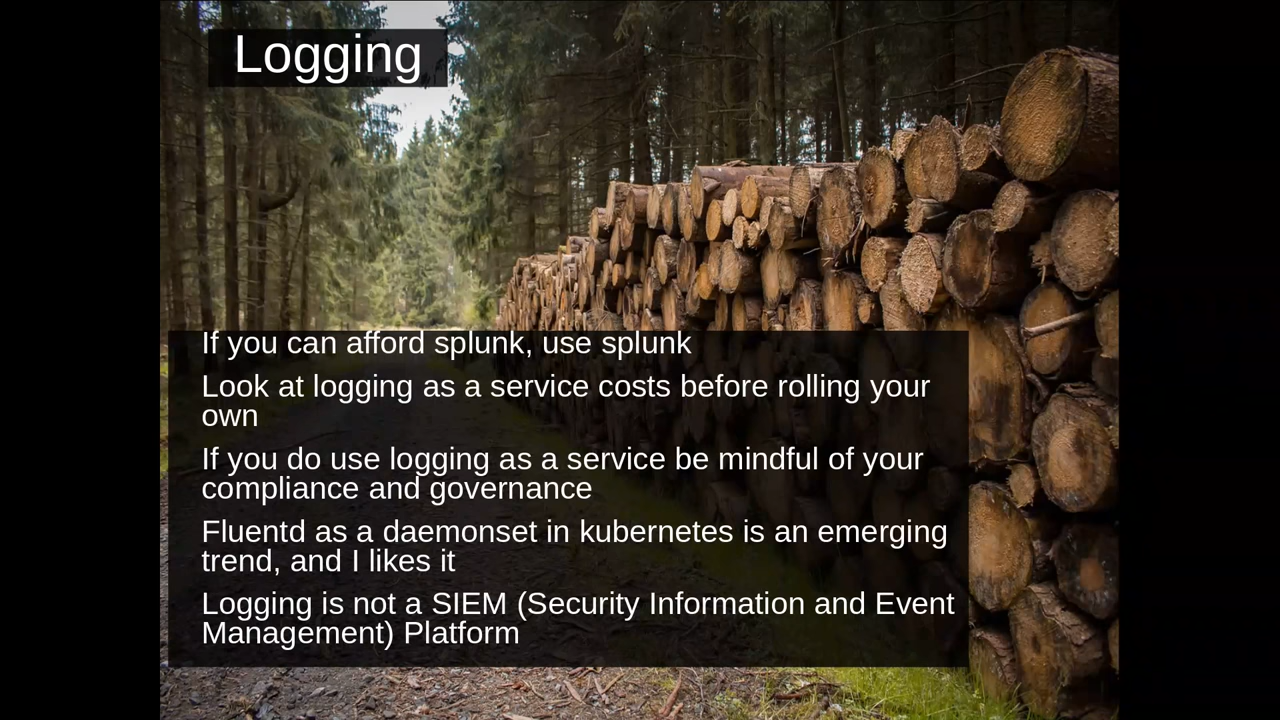 Logging
If you can afford splunk, use splunk
Look at logging as a service costs before rolling your
own
If you do use logging as a service be mindful of your
compliance and governance
Fluentd as a daemonset in kubernetes is an emerging
trend, and I likes it
Logging is not a SIEM (Security Information and Event
Management) Platform